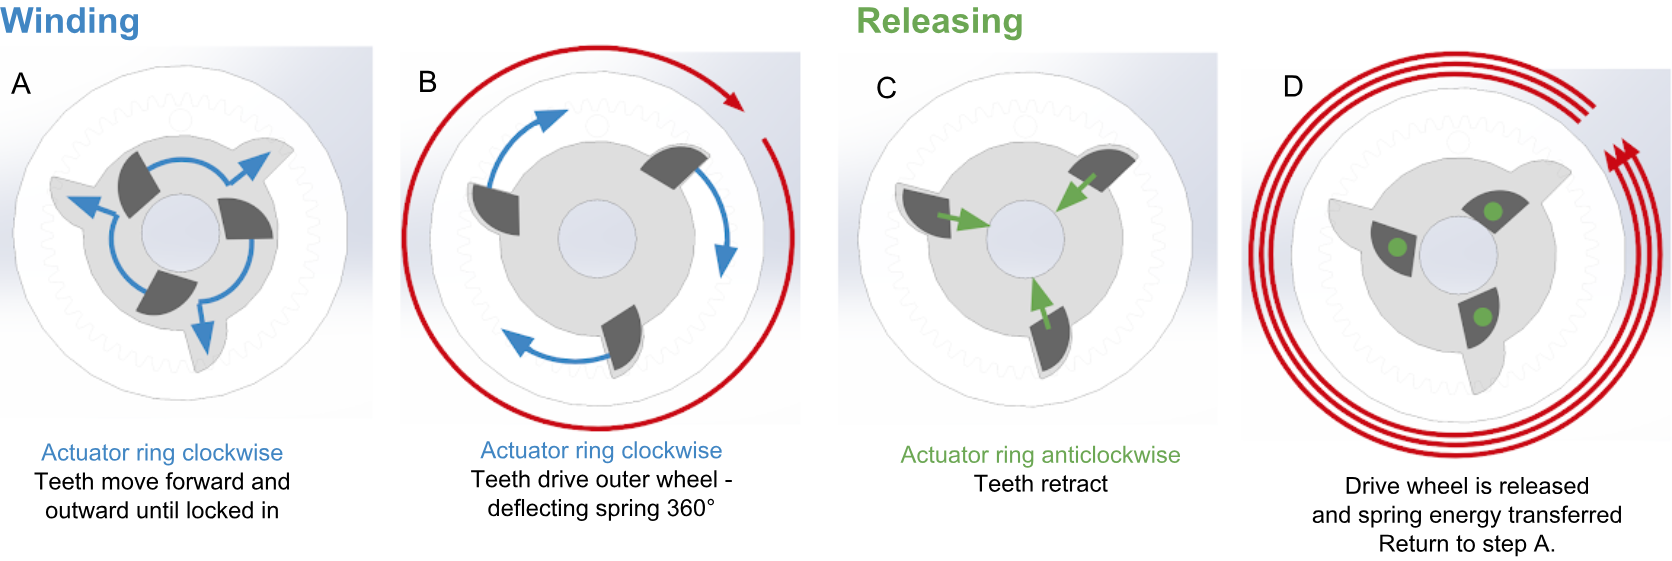 Winding
Releasing
A
B
C
D
Actuator ring clockwise
Teeth move forward and
outward until locked in
Actuator ring clockwise
Teeth drive outer wheel -
deflecting spring 360°
Actuator ring anticlockwise
Teeth retract
Drive wheel is released
and spring energy transferred
Return to step A.